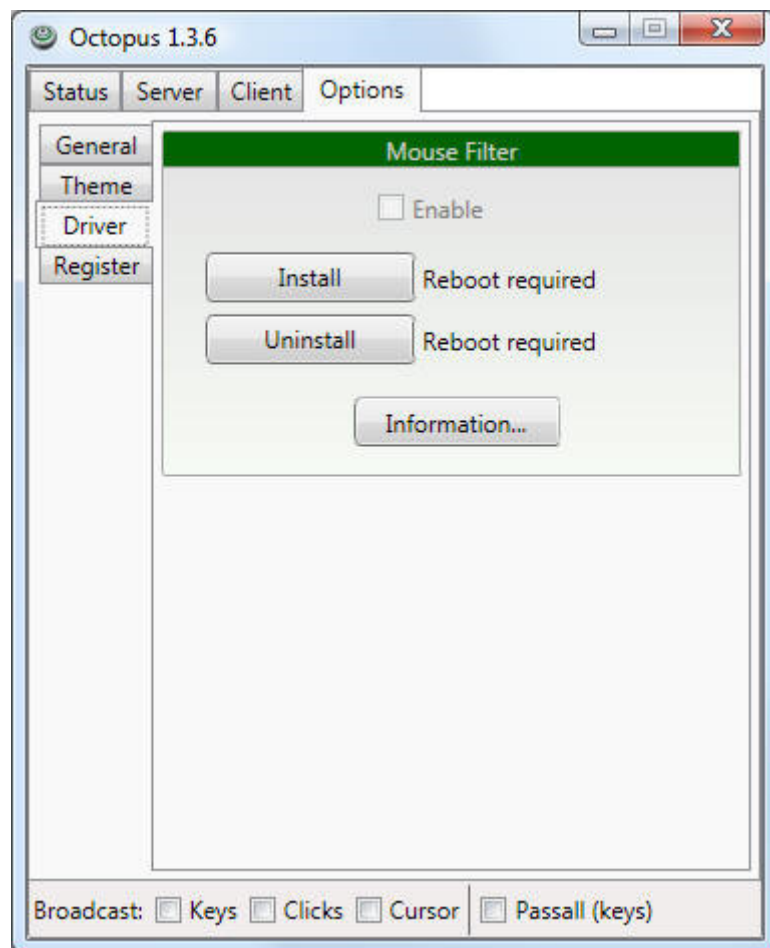 Octopus 1.3.6
Status Server Client Options
General
Theme
Driver
Register
Mouse Filter
Enable
Install Reboot required
Uninstall Reboot required
Information...
Broadcast: Keys Clicks Cursor Passall (keys)